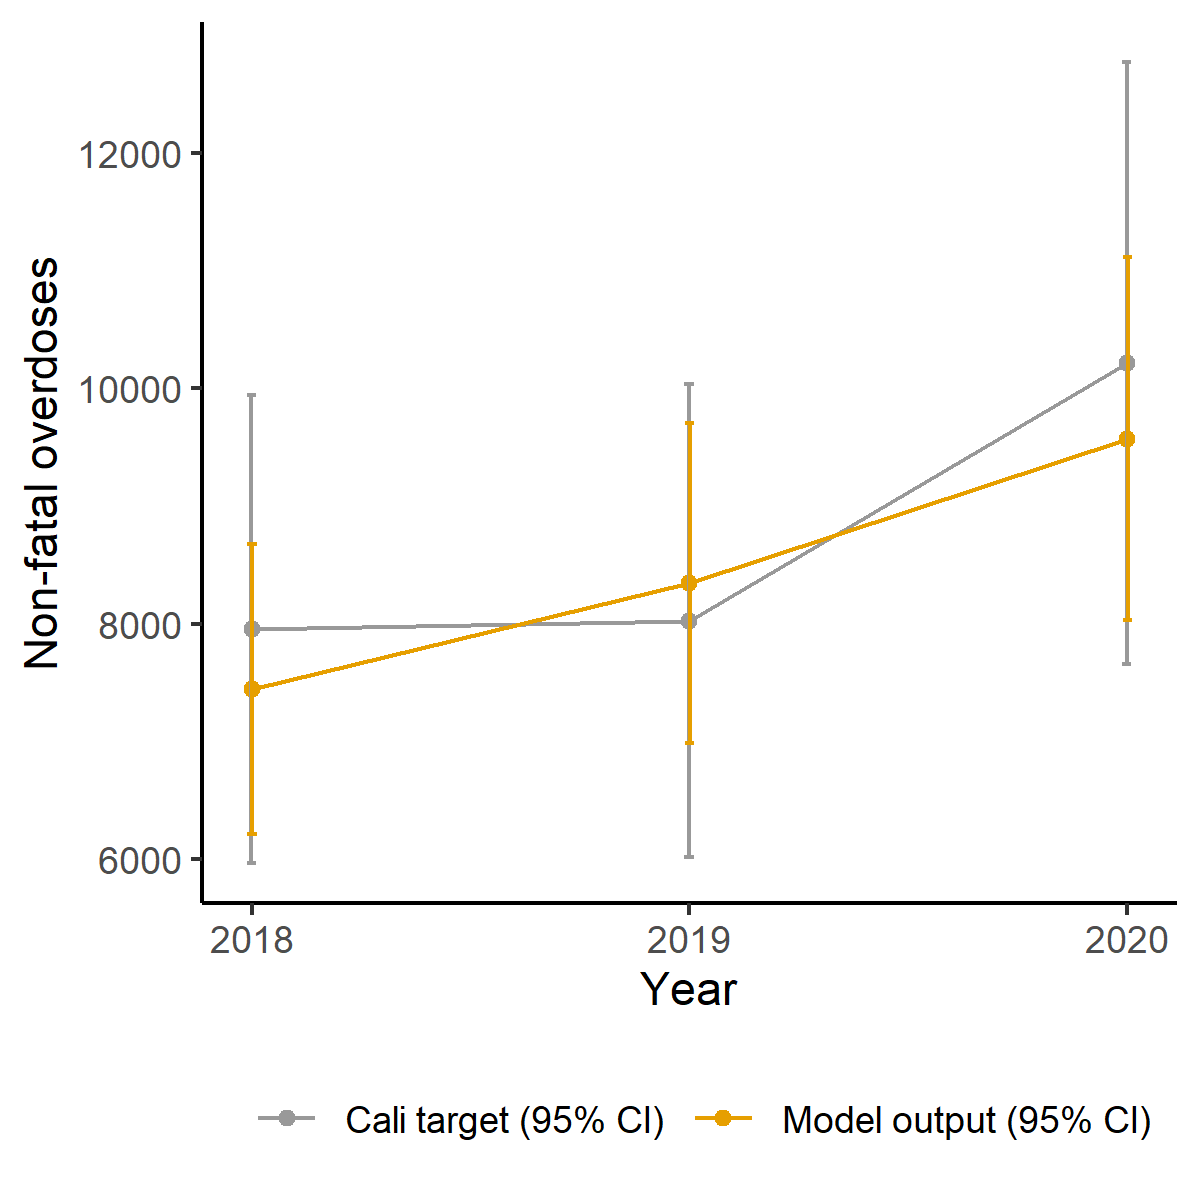 12000
10000
8000
6000
Non-fatal overdoses
2018 2019 2020
Year
Cali target (95% CI) Model output (95% CI)